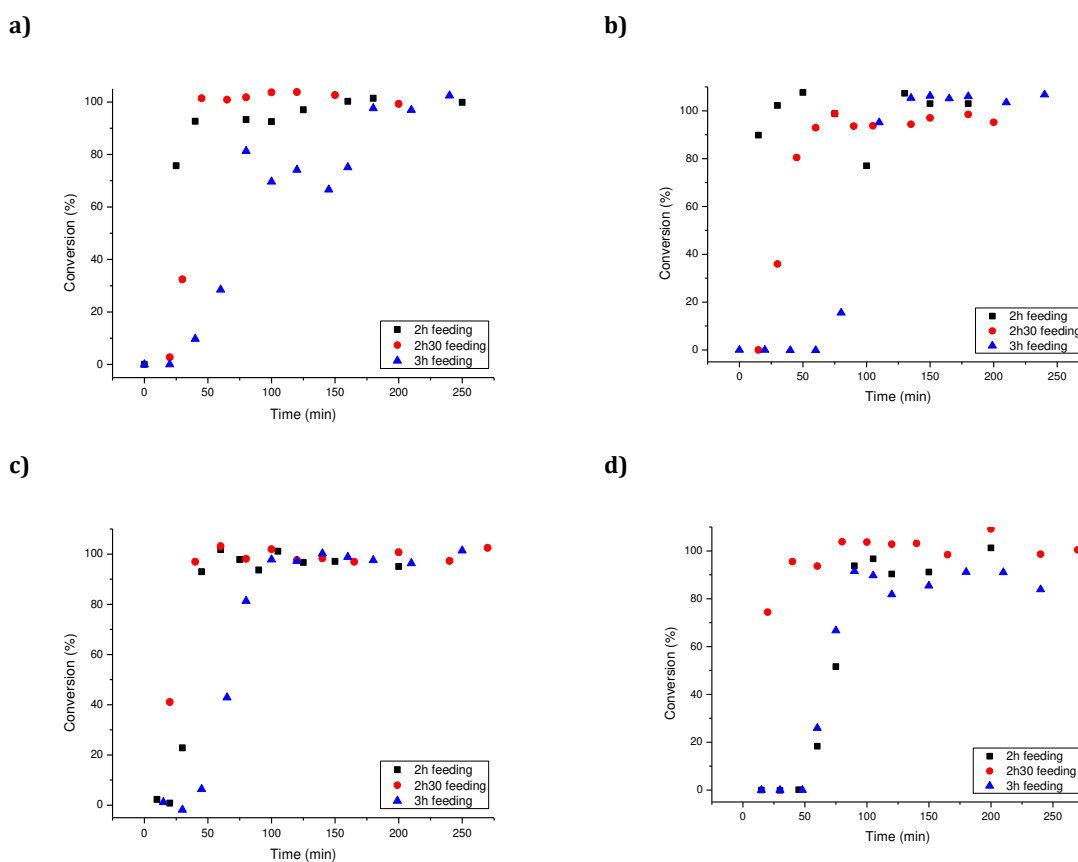 a)
100
80
60
40
20
0
Conversion (%)
2h feeding
2h30 feeding
3h feeding
0 50 100 150 200 250
Time (min)
b)
100
80
60
40
20
0
Conversion (%)
2h feeding
2h30 feeding
3h feeding
0 50 100 150 200 250
Time (min)
c)
100
80
60
40
20
0
Conversion (%)
2h feeding
2h30 feeding
3h feeding
0 50 100 150 200 250
Time (min)
d)
100
80
60
40
20
0
Conversion (%)
2h feeding
2h30 feeding
3h feeding
0 50 100 150 200 250
Time (min)